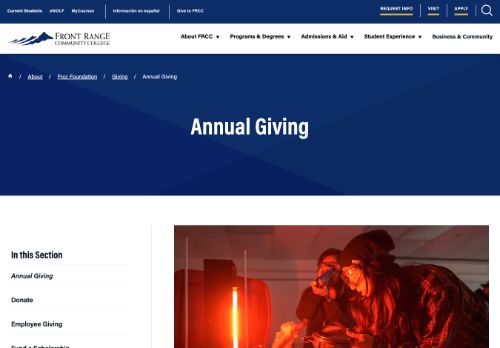 Current Students eWOLF MyCourses Información en español Give to FRCC REQUEST INFO VISIT APPLY
FRONT RANGE
COMMUNITY COLLEGE
About FRCC Programs & Degrees Admissions & Aid Student Experience Business & Community
/ About / Frcc Foundation / Giving / Annual Giving
Annual Giving
In this Section
Annual Giving
Donate
Employee Giving
Fund a Scholarship